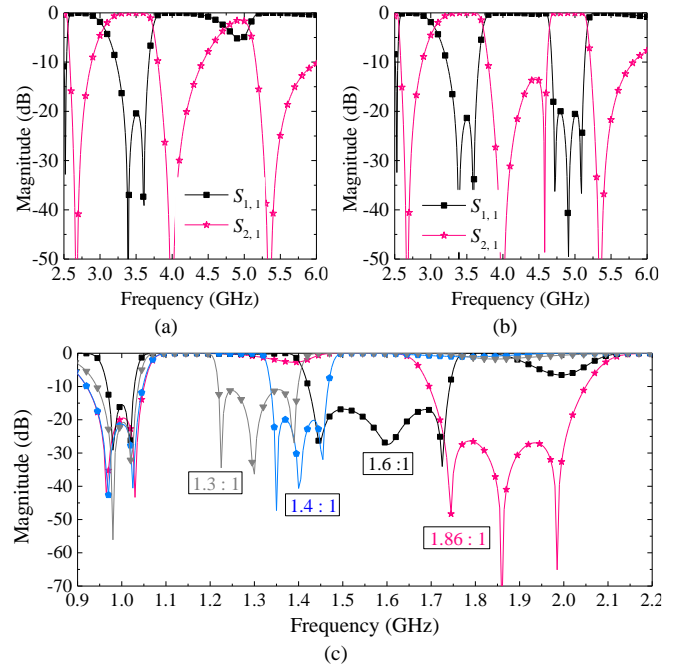 0
-10
-20
-30
-40
-50
Magnitude (dB)
S1,1
S2,1
2.5 3.0 3.5 4.0 4.5 5.0 5.5 6.0
Frequency (GHz)
(a)
0
-10
-20
-30
-40
-50
Magnitude (dB)
S1,1
S2,1
2.5 3.0 3.5 4.0 4.5 5.0 5.5 6.0
Frequency (GHz)
(b)
0
-10
-20
-30
-40
-50
-60
-70
Magnitude (dB)
1.3 : 1
1.4 : 1
1.6 :1
1.86 : 1
0.9 1.0 1.1 1.2 1.3 1.4 1.5 1.6 1.7 1.8 1.9 2.0 2.1 2.2
Frequency (GHz)
(c)